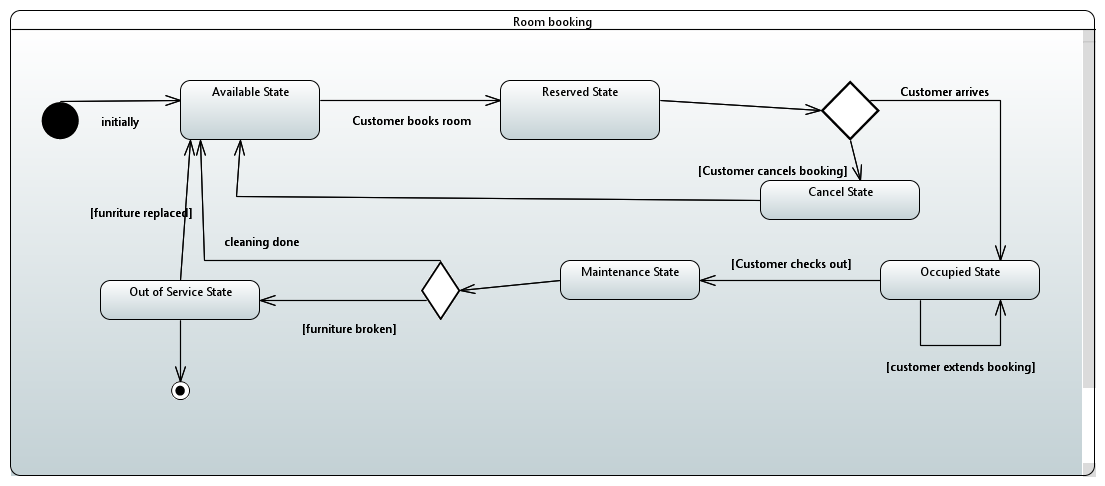 Room booking
Available State
Reserved State
Customer arrives
initially
Customer books room
[Customer cancels booking]
Cancel State
[funriture replaced]
cleaning done
Out of Service State
Maintenance State
[Customer checks out]
Occupied State
[furniture broken]
[customer extends booking]